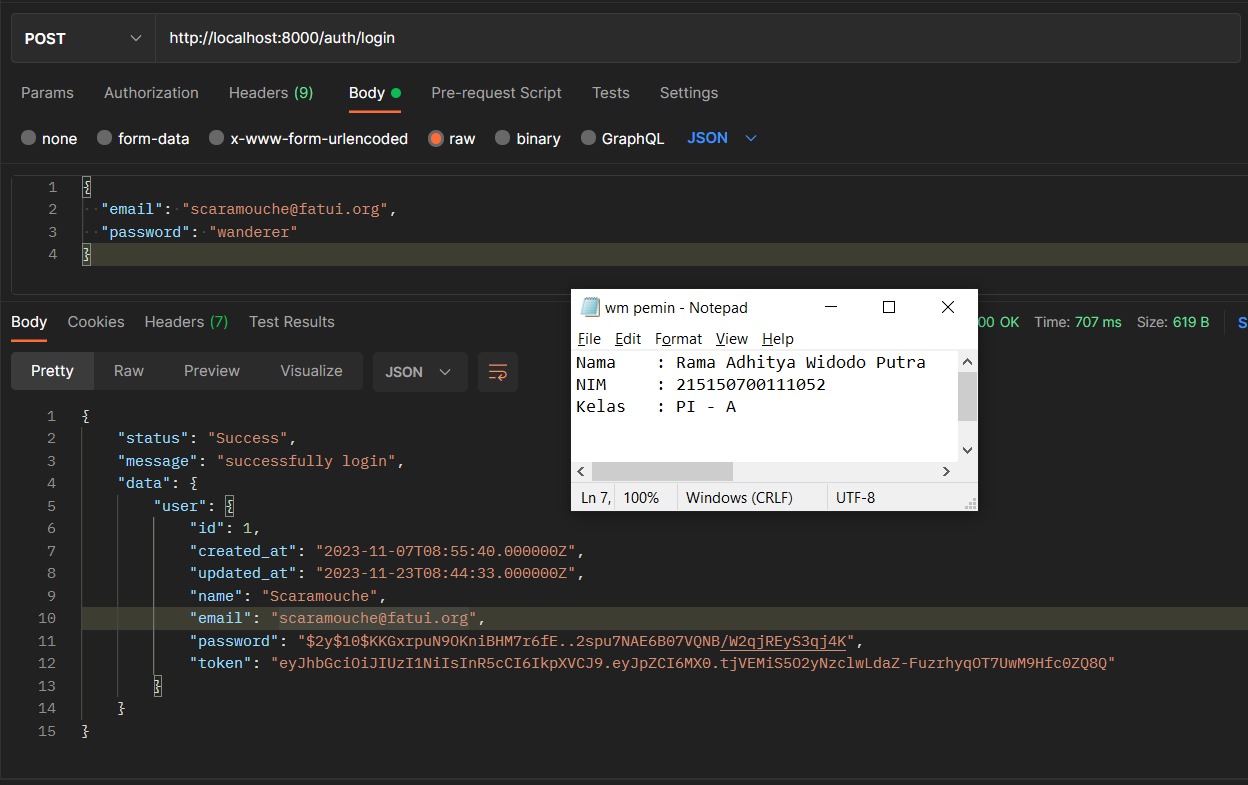 POST http://localhost:8000/auth/login
Params Authorization Headers (9) Body Pre-request Script Tests Settings
none form-data x-www-form-urlencoded raw binary GraphQL JSON
1 {
2 "email": "scaramouche@fatui.org",
3 "password": "wanderer"
4 }
Body Cookies Headers (7) Test Results 00 OK Time: 707 ms Size: 619 B S
Pretty Raw Preview Visualize JSON
1 {
2 "status": "Success",
3 "message": "successfully login",
4 "data": {
5 "user": {
6 "id": 1,
7 "created_at": "2023-11-07T08:55:40.000000Z",
8 "updated_at": "2023-11-23T08:44:33.000000Z",
9 "name": "Scaramouche",
10 "email": "scaramouche@fatui.org",
11 "password": "$2y$10$KKGxrpuN9OKniBHM7r6fE..2spu7NAE6B07VQNB/W2qjREyS3qj4K",
12 "token": "eyJhbGciOiJIUzI1NiIsInR5cCI6IkpXVCJ9.eyJpZCI6MX0.tjVEMiS5O2yNzclwLdaZ-FuzrhyqOT7UwM9Hfc0ZQ8Q"
13 }
14 }
15 }
wm pemin - Notepad
File Edit Format View Help
Nama : Rama Adhitya Widodo Putra
NIM : 215150700111052
Kelas : PI - A
Ln 7, 100% Windows (CRLF) UTF-8